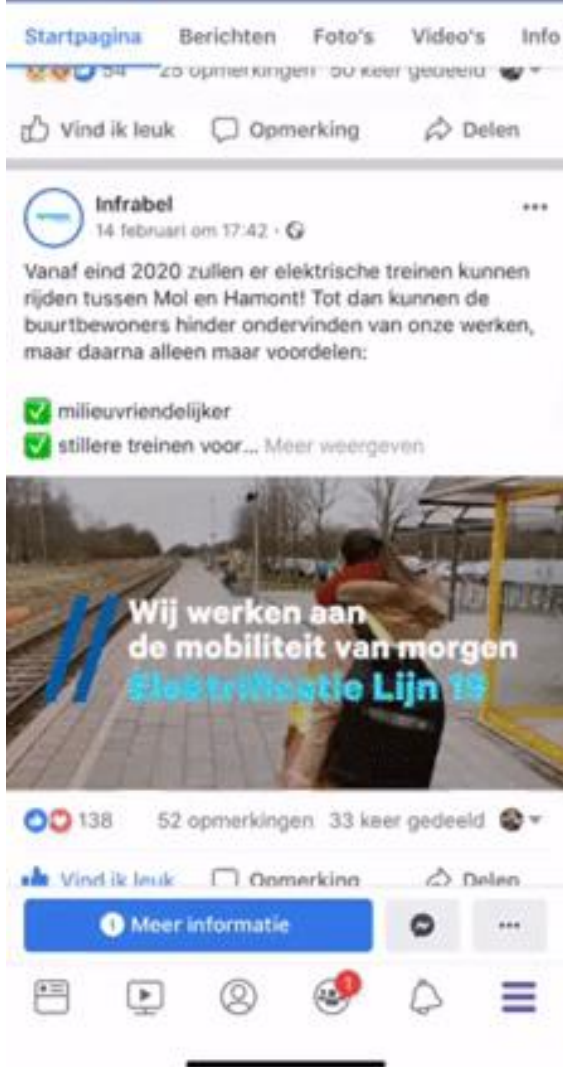 Startpagina Berichten Foto's Video's Info
54 25 opmerkingen 50 keer gedeeld
Vind ik leuk Opmerking Delen
Infrabel
14 februari om 17:42
Vanaf eind 2020 zullen er elektrische treinen kunnen
rijden tussen Mol en Hamont! Tot dan kunnen de
buurtbewoners hinder ondervinden van onze werken,
maar daarna alleen maar voordelen:
milieuvriendelijker
stillere treinen voor... Meer weergeven
Wij werken aan
de mobiliteit van morgen
Elektrificatie Lijn 19
138 52 opmerkingen 33 keer gedeeld
Vind ik leuk Opmerking Delen
Meer informatie
1